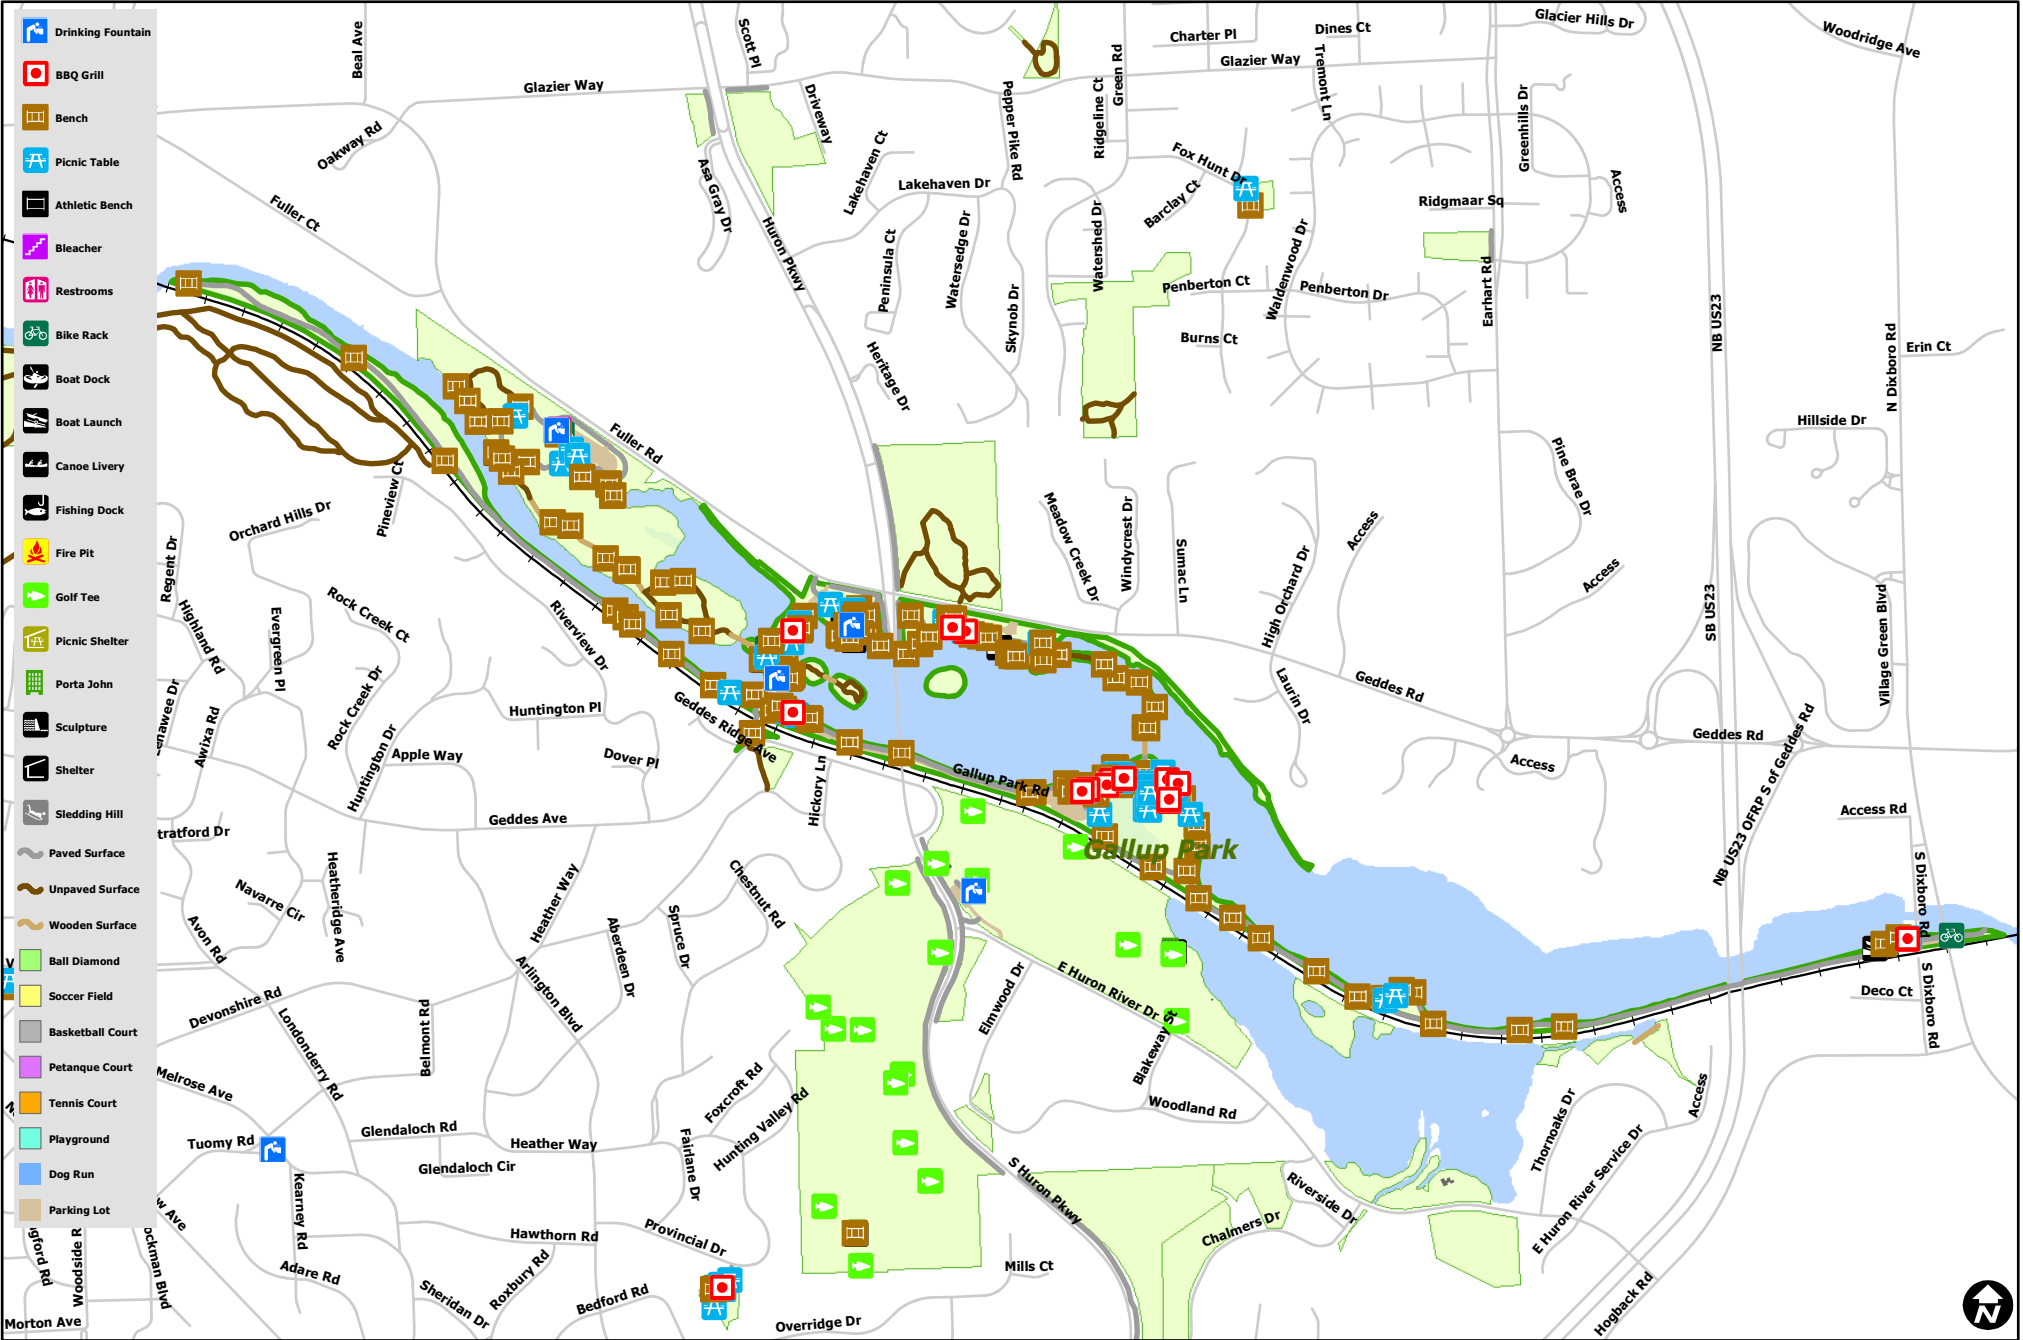 Drinking Fountain
BBQ Grill
Bench
Picnic Table
Athletic Bench
Bleacher
Restrooms
Bike Rack
Boat Dock
Boat Launch
Canoe Livery
Fishing Dock
Fire Pit
Golf Tee
Picnic Shelter
Porta John
Sculpture
Shelter
Sledding Hill
Paved Surface
Unpaved Surface
Wooden Surface
Ball Diamond
Soccer Field
Basketball Court
Petanque Court
Tennis Court
Playground
Dog Run
Parking Lot
Beal Ave
Scott Pl
Glazier Way
Driveway
Oakway Rd
Fuller Ct
Asa Gray Dr
Huron Pkwy
Lakehaven Ct
Lakehaven Dr
Peninsula Ct
Watersedge Dr
Skynob Dr
Heritage Dr
Pepper Pike Rd
Green Rd
Ridgeline Ct
Charter Pl
Dines Ct
Glazier Way
Tremont Ln
Glacier Hills Dr
Woodridge Ave
Greenhills Dr
Access
Fox Hunt Dr
Barclay Ct
Watershed Dr
Ridgmaar Sq
Waldenwood Dr
Penberton Ct
Penberton Dr
Burns Ct
Earhart Rd
NB US23
N Dixboro Rd
Erin Ct
Hillside Dr
Pine Brae Dr
Fuller Rd
Pineview Ct
Orchard Hills Dr
Regent Dr
Highland Rd
Rock Creek Ct
Evergreen Pl
Rock Creek Dr
Riverview Dr
Meadow Creek Dr
Windycrest Dr
Sumac Ln
High Orchard Dr
Access
Access
SB US23
Village Green Blvd
Laurin Dr
Geddes Rd
Geddes Rd
Access
NB US23 OFRP S of Geddes Rd
Access Rd
S Dixboro Rd
S Dixboro Rd
Deco Ct
enawee Dr
Awixa Rd
Huntington Dr
Huntington Pl
Apple Way
Dover Pl
Geddes Ridge Ave
Hickory Ln
Gallup Park Rd
Gallup Park
Geddes Ave
tratford Dr
Heatheridge Ave
Navarre Cir
Avon Rd
Heather Way
Chestnut Rd
Spruce Dr
Aberdeen Dr
Arlington Blvd
Devonshire Rd
Londonderry Rd
Belmont Rd
Elmwood Dr
E Huron River Dr
Blakeway St
Woodland Rd
Melrose Ave
Tuomy Rd
Glendaloch Rd
Glendaloch Cir
Heather Way
Foxcroft Rd
Hunting Valley Rd
Fairlane Dr
Kearney Rd
Hawthorn Rd
Provincial Dr
Adare Rd
Sheridan Dr
Roxbury Rd
Bedford Rd
w Ave
ockman Blvd
Woodside R
ngford Rd
Morton Ave
Overridge Dr
Mills Ct
S Huron Pkwy
Chalmers Dr
Riverside Dr
Thornoaks Dr
Access
E Huron River Service Dr
Hogback Rd
N